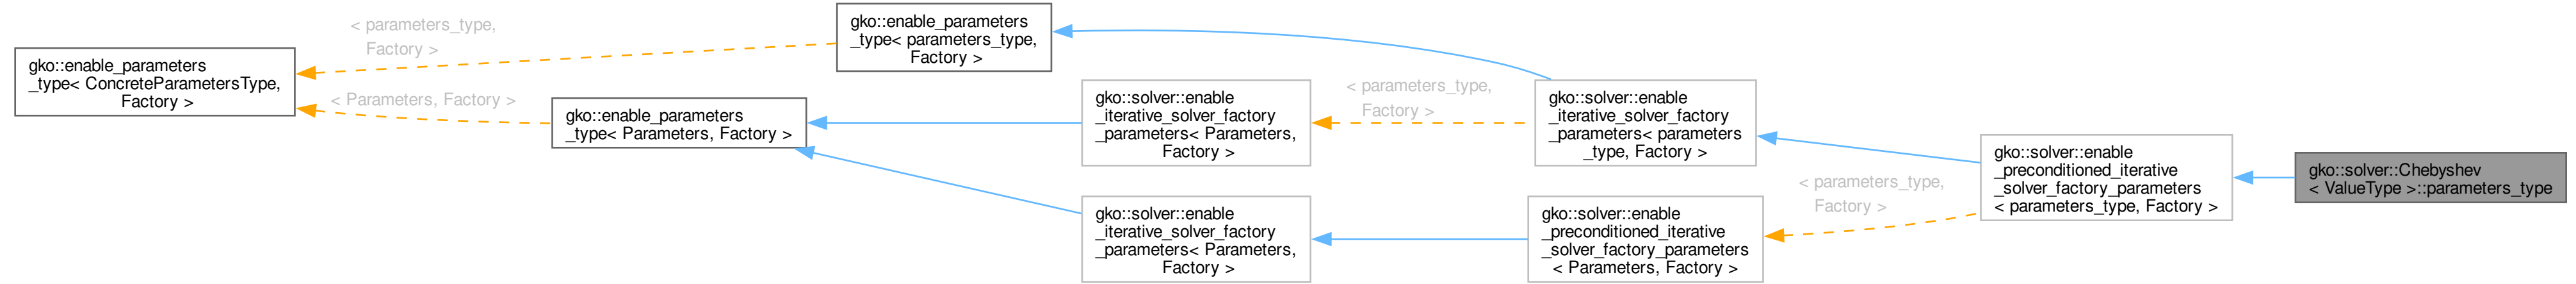 gko::enable_parameters
_type< ConcreteParametersType,
Factory >
< parameters_type,
Factory >
< Parameters, Factory >
gko::enable_parameters
_type< parameters_type,
Factory >
gko::enable_parameters
_type< Parameters, Factory >
gko::solver::enable
_iterative_solver_factory
_parameters< Parameters,
Factory >
gko::solver::enable
_iterative_solver_factory
_parameters< Parameters,
Factory >
< parameters_type,
Factory >
gko::solver::enable
_iterative_solver_factory
_parameters< parameters
_type, Factory >
gko::solver::enable
_preconditioned_iterative
_solver_factory_parameters
< Parameters, Factory >
< parameters_type,
Factory >
gko::solver::enable
_preconditioned_iterative
_solver_factory_parameters
< parameters_type, Factory >
gko::solver::Chebyshev
< ValueType >::parameters_type